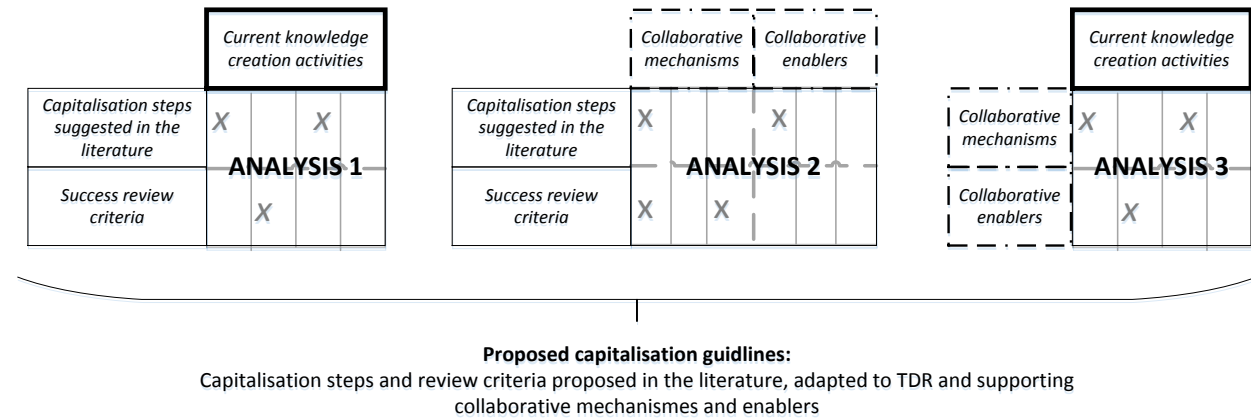 Current knowledge
creation activities
Capitalisation steps
suggested in the
literature
Success review
criteria
X
X
ANALYSIS 1
X
Collaborative
mechanisms
Collaborative
enablers
Capitalisation steps
suggested in the
literature
Success review
criteria
X
X
ANALYSIS 2
X
X
Current knowledge
creation activities
Collaborative
mechanisms
Collaborative
enablers
X
X
ANALYSIS 3
X
Proposed capitalisation guidlines:
Capitalisation steps and review criteria proposed in the literature, adapted to TDR and supporting
collaborative mechanismes and enablers